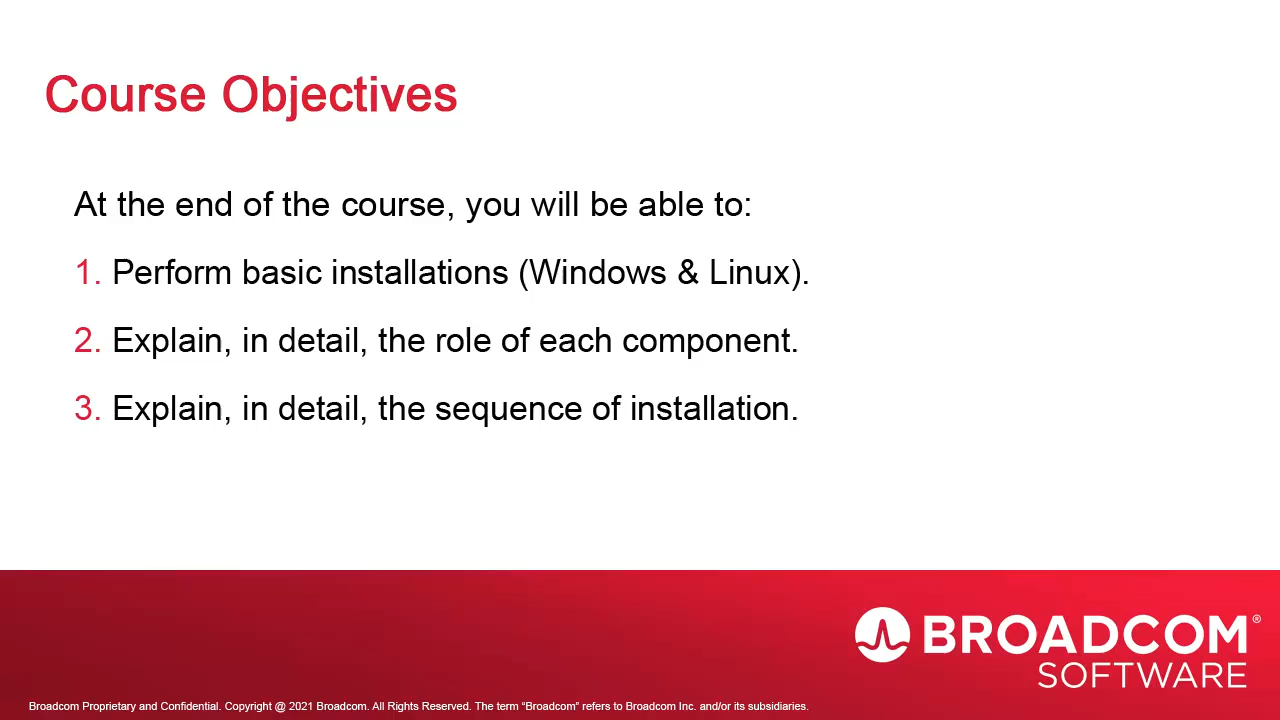 Course Objectives
At the end of the course, you will be able to:
1. Perform basic installations (Windows & Linux).
2. Explain, in detail, the role of each component.
3. Explain, in detail, the sequence of installation.
BROADCOM®
SOFTWARE
Broadcom Proprietary and Confidential. Copyright @ 2021 Broadcom. All Rights Reserved. The term “Broadcom” refers to Broadcom Inc. and/or its subsidiaries.